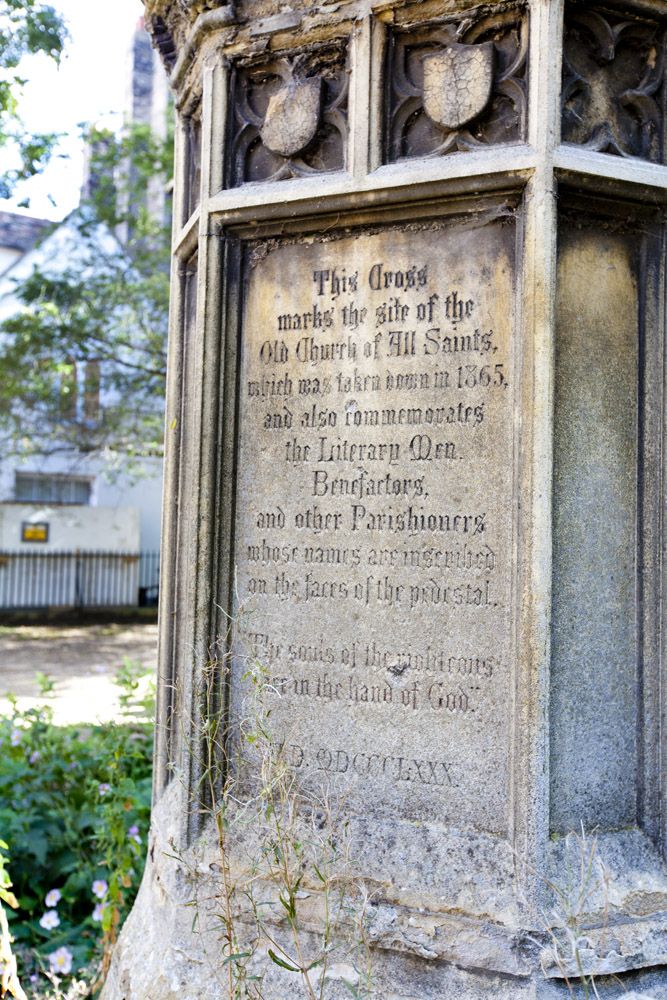 This Cross
marks the site of the
Old Church of All Saints,
which was taken down in 1865,
and also commemorates
the Literary Men.
Benefactors,
and other Parishioners
whose names are inscribed
on the faces of the pedestal.
"The souls of the righteous
are in the hand of God."
D. MDCCCLXXX.